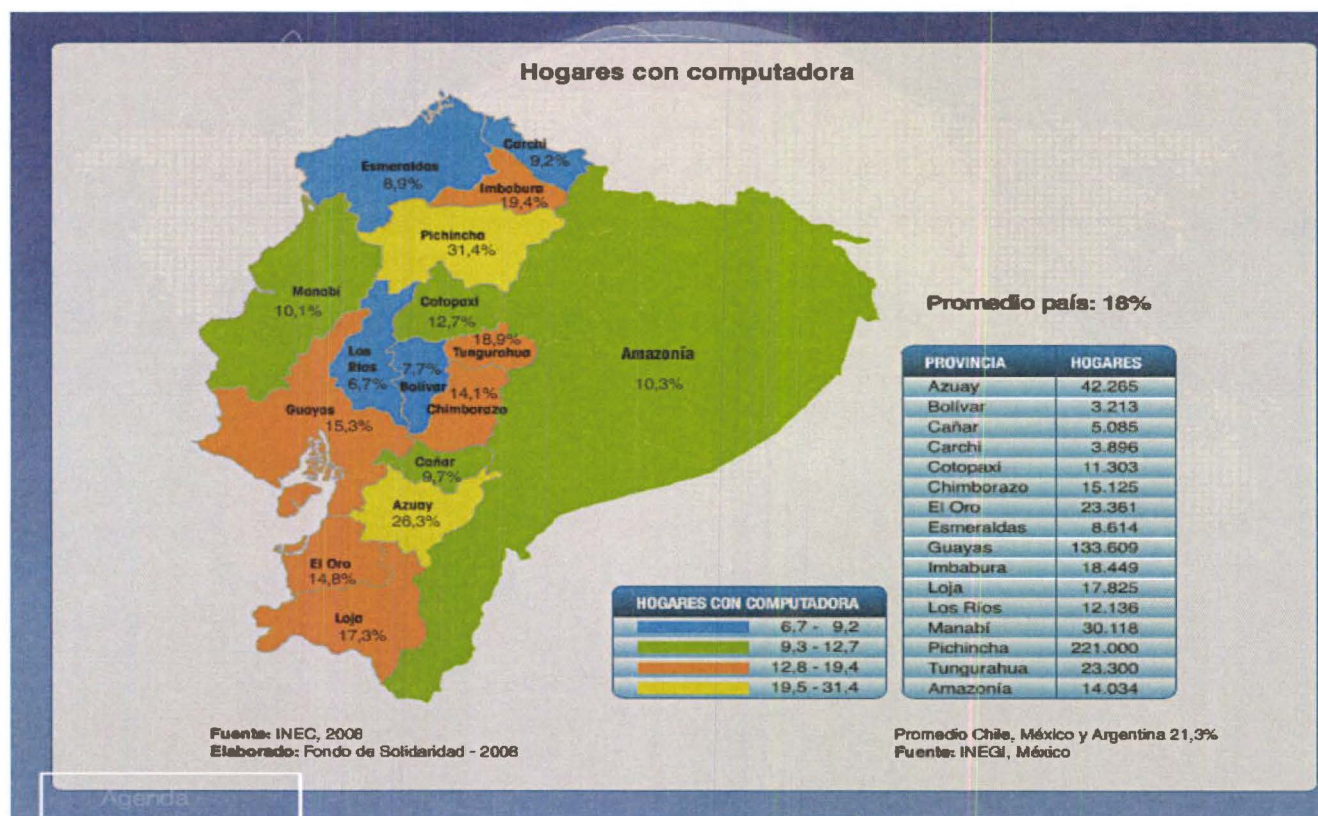 Hogares con computadora
Carchi
9,2%
Esmeraldas
8,9%
Imbabura
19,4%
Pichincha
31,4%
Manabí
10,1%
Cotopaxi
12,7%
18,9%
Tungurahua
Los
Ríos
6,7%
7,7%
Bolívar
14,1%
Chimborazo
Amazonía
10,3%
Guayas
15,3%
Cañar
9,7%
Azuay
26,3%
El Oro
14,8%
Loja
17,3%
Promedio país: 18%
PROVINCIA HOGARES
Azuay 42.265
Bolívar 3.213
Cañar 5.085
Carchi 3.896
Cotopaxi 11.303
Chimborazo 15.125
El Oro 23.361
Esmeraldas 8.614
Guayas 133.609
Imbabura 18.449
Loja 17.825
Los Ríos 12.136
Manabí 30.118
Pichincha 221.000
Tungurahua 23.300
Amazonía 14.034
HOGARES CON COMPUTADORA
6,7 - 9,2
9,3 - 12,7
12,8 - 19,4
19,5 - 31,4
Fuente: INEC, 2008
Elaborado: Fondo de Solidaridad - 2008
Promedio Chile, México y Argentina 21,3%
Fuente: INEGI, México
Agenda